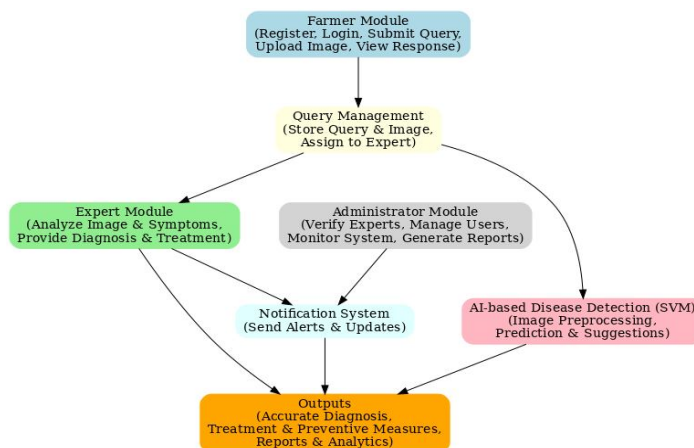 Farmer Module
(Register, Login, Submit Query,
Upload Image, View Response)
Query Management
(Store Query & Image,
Assign to Expert)
Expert Module
(Analyze Image & Symptoms,
Provide Diagnosis & Treatment)
Administrator Module
(Verify Experts, Manage Users,
Monitor System, Generate Reports)
Notification System
(Send Alerts & Updates)
AI-based Disease Detection (SVM)
(Image Preprocessing,
Prediction & Suggestions)
Outputs
(Accurate Diagnosis,
Treatment & Preventive Measures,
Reports & Analytics)